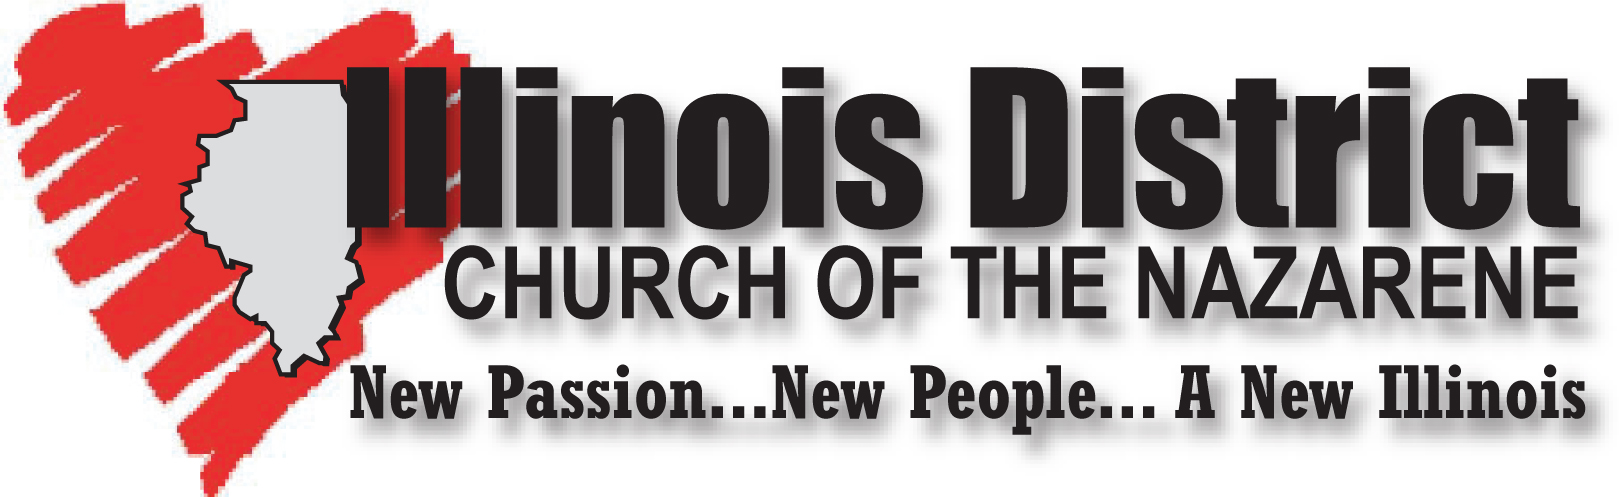 Illinois District
CHURCH OF THE NAZARENE
New Passion...New People... A New Illinois